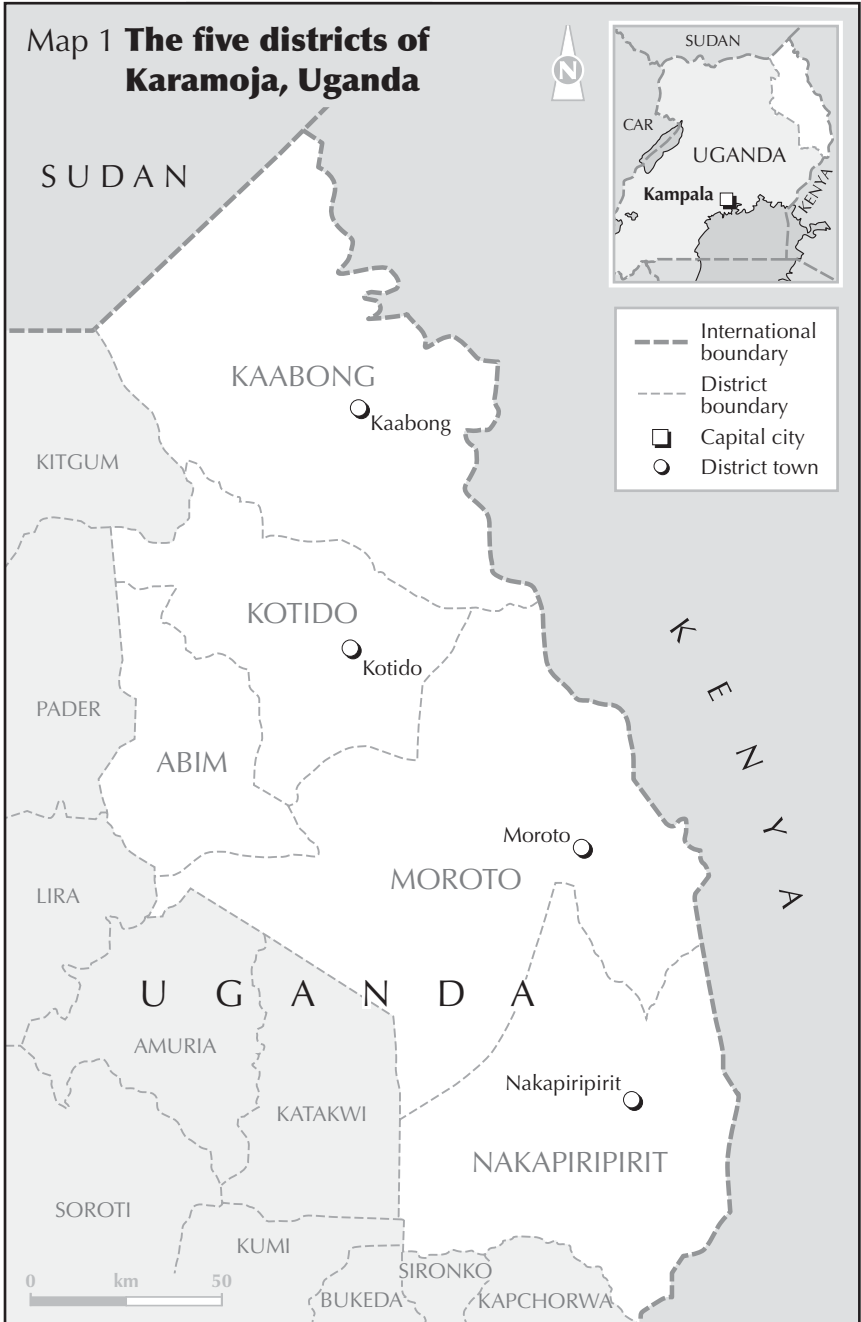 Map 1 The five districts of
Karamoja, Uganda
N
SUDAN
CAR
UGANDA
Kampala
KENYA
International
boundary
District
boundary
Capital city
District town
SUDAN
KAABONG
Kaabong
KITGUM
KOTIDO
Kotido
KENYA
PADER
ABIM
Moroto
MOROTO
LIRA
UGANDA
AMURIA
Nakapiripirit
KATAKWI
NAKAPIRIPIRIT
SOROTI
KUMI
SIRONKO
BUKEDA
KAPCHORWA
0 km 50